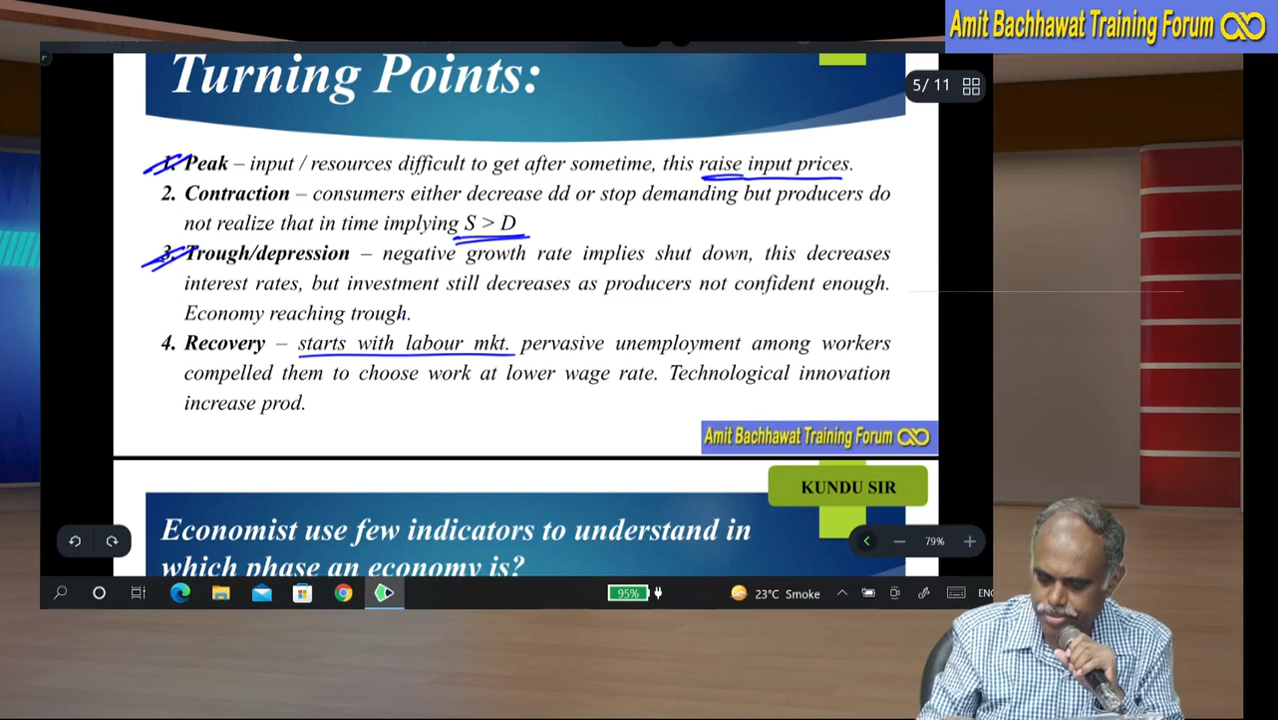 Amit Bachhawat Training Forum
Turning Points:
5/11
1. Peak – input / resources difficult to get after sometime, this raise input prices.
2. Contraction – consumers either decrease dd or stop demanding but producers do
not realize that in time implying S > D
3. Trough/depression – negative growth rate implies shut down, this decreases
interest rates, but investment still decreases as producers not confident enough.
Economy reaching trough.
4. Recovery – starts with labour mkt. pervasive unemployment among workers
compelled them to choose work at lower wage rate. Technological innovation
increase prod.
Amit Bachhawat Training Forum
KUNDU SIR
Economist use few indicators to understand in
which phase an economy is?
79%
95%
23°C Smoke
ENG